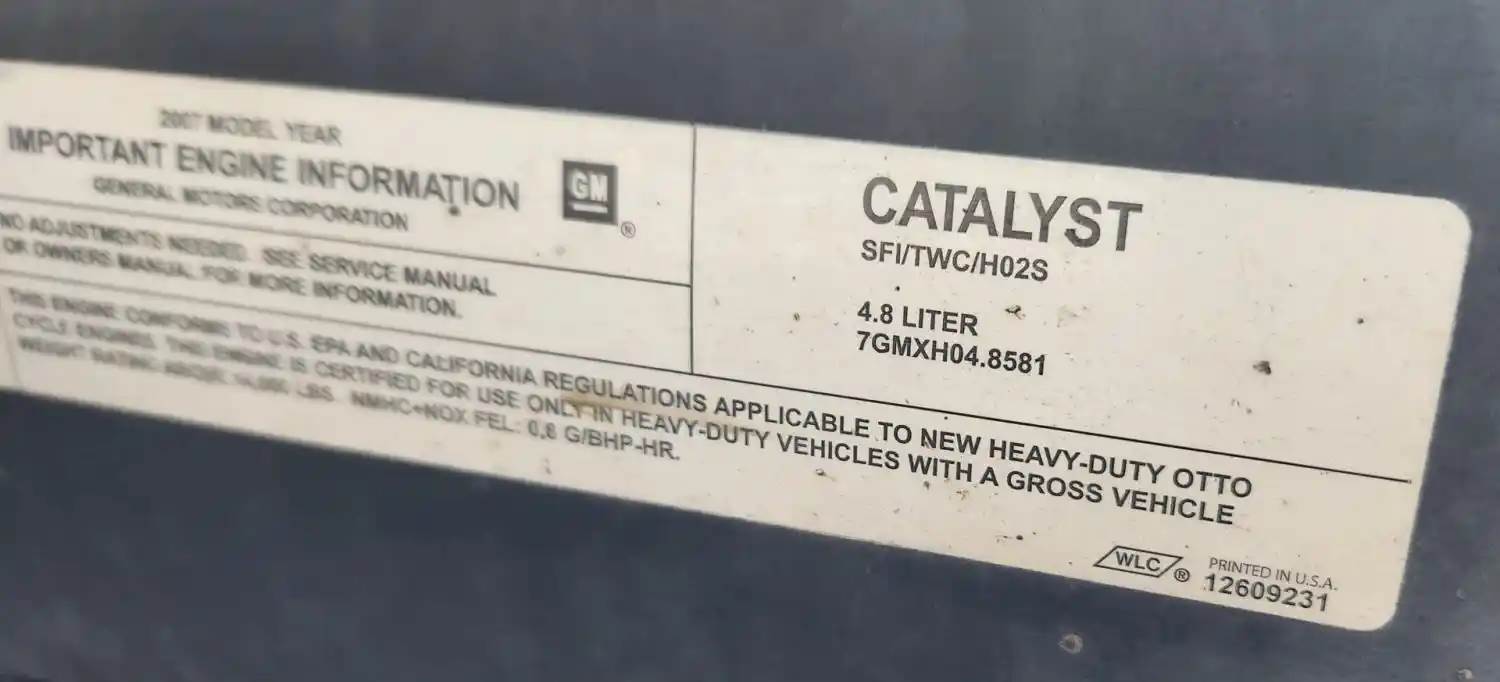 2007 MODEL YEAR
IMPORTANT ENGINE INFORMATION
GENERAL MOTORS CORPORATION
GM ®
NO ADJUSTMENTS NEEDED. SEE SERVICE MANUAL
OR OWNERS MANUAL FOR MORE INFORMATION.
CATALYST
SFI/TWC/H02S
4.8 LITER
7GMXH04.8581
THIS ENGINE CONFORMS TO U.S. EPA AND CALIFORNIA REGULATIONS APPLICABLE TO NEW HEAVY-DUTY OTTO
CYCLE ENGINES. THIS ENGINE IS CERTIFIED FOR USE ONLY IN HEAVY-DUTY VEHICLES WITH A GROSS VEHICLE
WEIGHT RATING ABOVE LBS. NMHC+NOX FEL: 0.8 G/BHP-HR.
WLC ® PRINTED IN U.S.A.
12609231